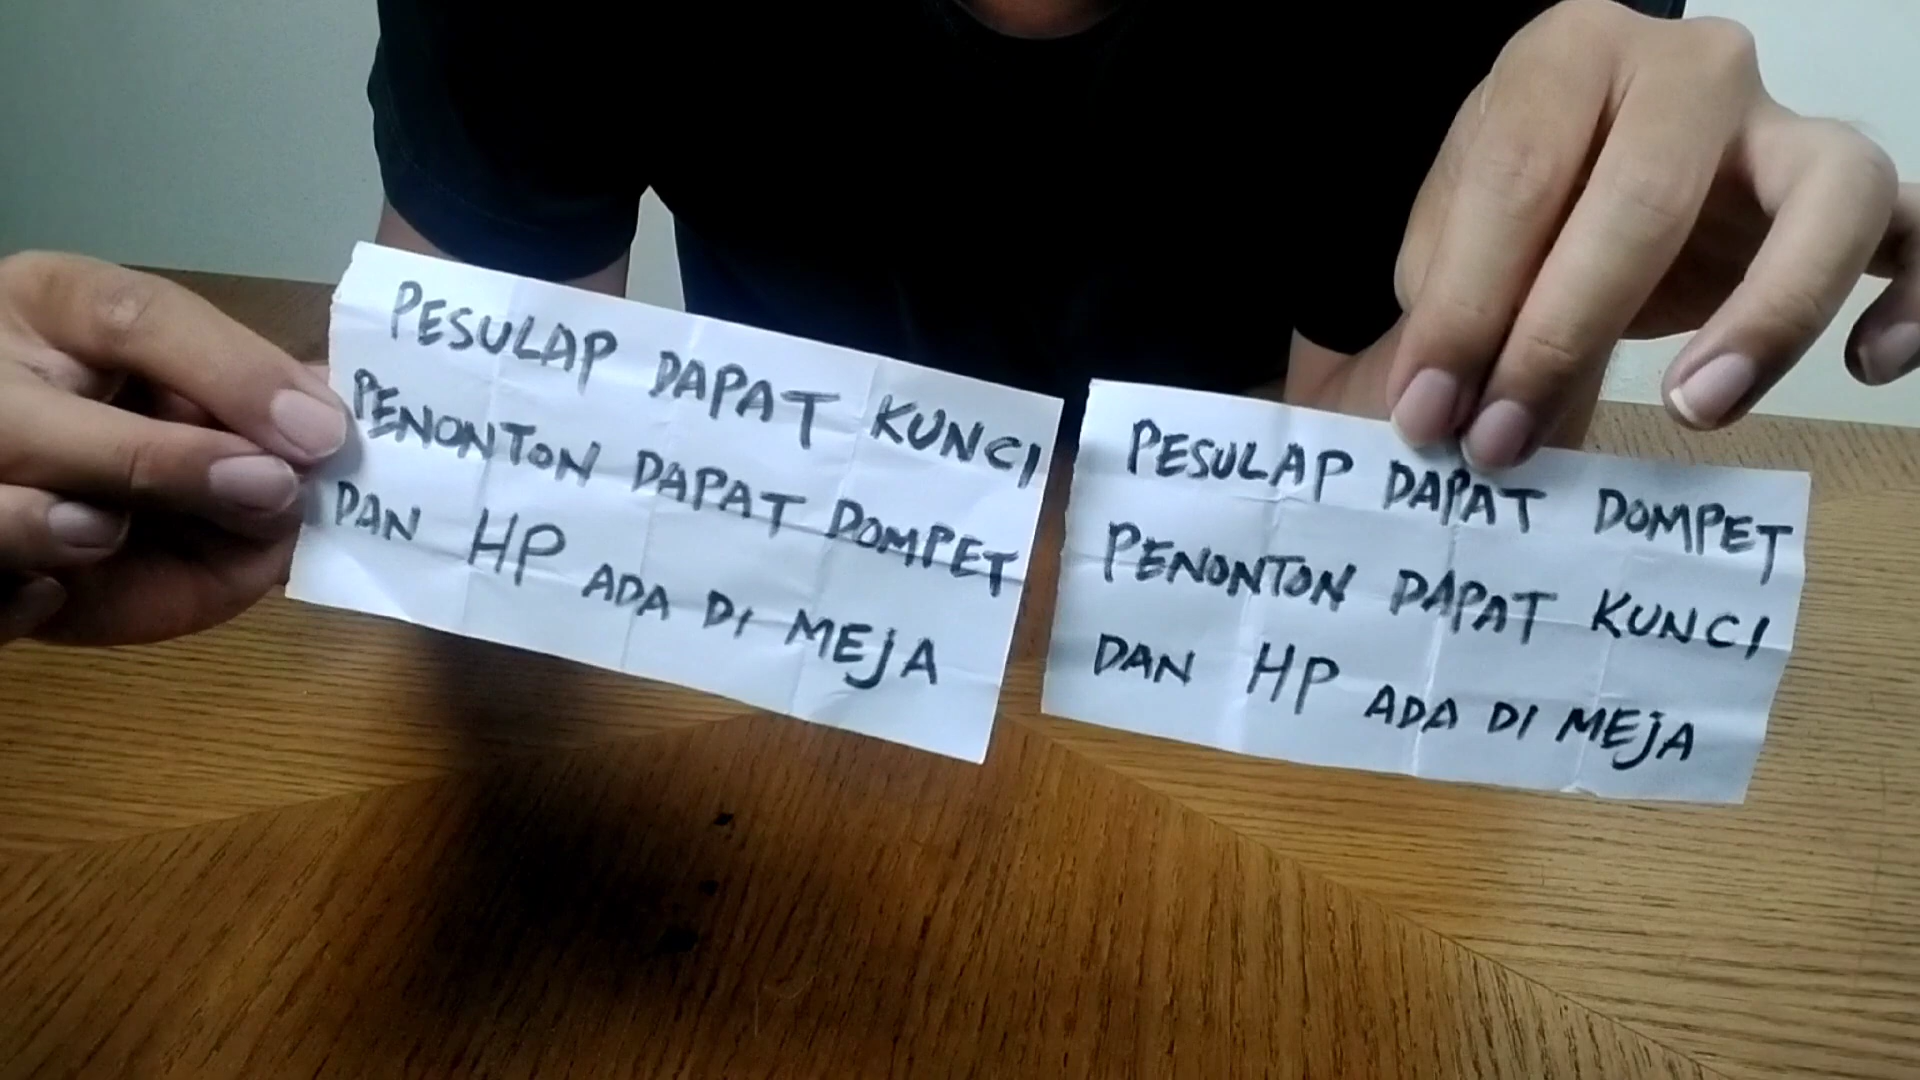 PESULAP DAPAT KUNCI
PENONTON DAPAT DOMPET
DAN HP ADA DI MEJA
PESULAP DAPAT DOMPET
PENONTON DAPAT KUNCI
DAN HP ADA DI MEJA